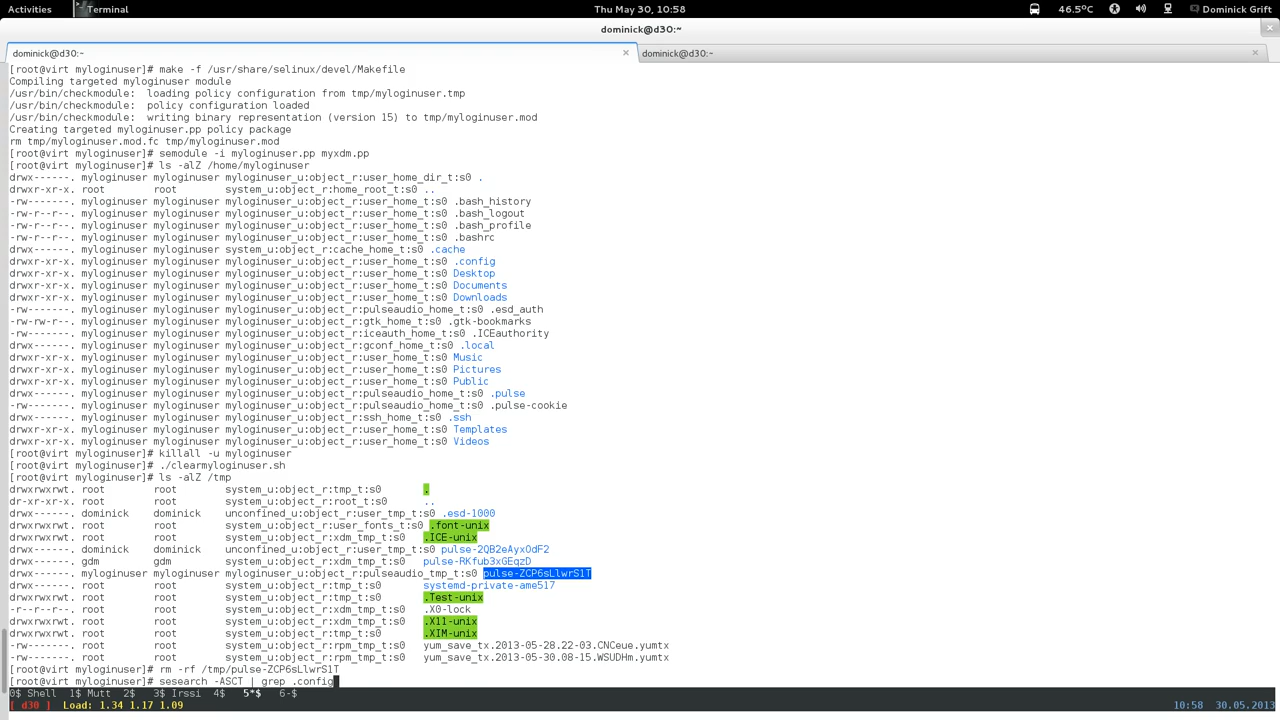 Activities Terminal Thu May 30, 10:58 46.5°C Dominick Grift
dominick@d30:~
dominick@d30:~ × dominick@d30:~ ×
[root@virt myloginuser]# make -f /usr/share/selinux/devel/Makefile
Compiling targeted myloginuser module
/usr/bin/checkmodule:  loading policy configuration from tmp/myloginuser.tmp
/usr/bin/checkmodule:  policy configuration loaded
/usr/bin/checkmodule:  writing binary representation (version 15) to tmp/myloginuser.mod
Creating targeted myloginuser.pp policy package
rm tmp/myloginuser.mod.fc tmp/myloginuser.mod
[root@virt myloginuser]# semodule -i myloginuser.pp myxdm.pp
[root@virt myloginuser]# ls -alZ /home/myloginuser
drwx------. myloginuser myloginuser myloginuser_u:object_r:user_home_dir_t:s0 .
drwxr-xr-x. root        root        system_u:object_r:home_root_t:s0 ..
-rw-------. myloginuser myloginuser myloginuser_u:object_r:user_home_t:s0 .bash_history
-rw-r--r--. myloginuser myloginuser myloginuser_u:object_r:user_home_t:s0 .bash_logout
-rw-r--r--. myloginuser myloginuser myloginuser_u:object_r:user_home_t:s0 .bash_profile
-rw-r--r--. myloginuser myloginuser myloginuser_u:object_r:user_home_t:s0 .bashrc
drwx------. myloginuser myloginuser system_u:object_r:cache_home_t:s0 .cache
drwxr-xr-x. myloginuser myloginuser myloginuser_u:object_r:user_home_t:s0 .config
drwxr-xr-x. myloginuser myloginuser myloginuser_u:object_r:user_home_t:s0 Desktop
drwxr-xr-x. myloginuser myloginuser myloginuser_u:object_r:user_home_t:s0 Documents
drwxr-xr-x. myloginuser myloginuser myloginuser_u:object_r:user_home_t:s0 Downloads
-rw-------. myloginuser myloginuser myloginuser_u:object_r:pulseaudio_home_t:s0 .esd_auth
-rw-rw-r--. myloginuser myloginuser myloginuser_u:object_r:gtk_home_t:s0 .gtk-bookmarks
-rw-------. myloginuser myloginuser myloginuser_u:object_r:iceauth_home_t:s0 .ICEauthority
drwx------. myloginuser myloginuser myloginuser_u:object_r:gconf_home_t:s0 .local
drwxr-xr-x. myloginuser myloginuser myloginuser_u:object_r:user_home_t:s0 Music
drwxr-xr-x. myloginuser myloginuser myloginuser_u:object_r:user_home_t:s0 Pictures
drwxr-xr-x. myloginuser myloginuser myloginuser_u:object_r:user_home_t:s0 Public
drwx------. myloginuser myloginuser myloginuser_u:object_r:pulseaudio_home_t:s0 .pulse
-rw-------. myloginuser myloginuser myloginuser_u:object_r:pulseaudio_home_t:s0 .pulse-cookie
drwx------. myloginuser myloginuser myloginuser_u:object_r:ssh_home_t:s0 .ssh
drwxr-xr-x. myloginuser myloginuser myloginuser_u:object_r:user_home_t:s0 Templates
drwxr-xr-x. myloginuser myloginuser myloginuser_u:object_r:user_home_t:s0 Videos
[root@virt myloginuser]# killall -u myloginuser
[root@virt myloginuser]# ./clearmyloginuser.sh
[root@virt myloginuser]# ls -alZ /tmp
drwxrwxrwt. root        root        system_u:object_r:tmp_t:s0       .
dr-xr-xr-x. root        root        system_u:object_r:root_t:s0      ..
drwx------. dominick    dominick    unconfined_u:object_r:user_tmp_t:s0 .esd-1000
drwxrwxrwt. root        root        system_u:object_r:user_fonts_t:s0 .font-unix
drwxrwxrwt. root        root        system_u:object_r:xdm_tmp_t:s0   .ICE-unix
drwx------. dominick    dominick    unconfined_u:object_r:user_tmp_t:s0 pulse-2QB2eAyxOdF2
drwx------. gdm         gdm         system_u:object_r:xdm_tmp_t:s0   pulse-RKfub3xGEqzD
drwx------. myloginuser myloginuser myloginuser_u:object_r:pulseaudio_tmp_t:s0 pulse-ZCP6sLlwrS1T
drwxr-xr-x. root        root        system_u:object_r:tmp_t:s0       systemd-private-ame517
drwxrwxrwt. root        root        system_u:object_r:tmp_t:s0       .Test-unix
-r--r--r--. root        root        system_u:object_r:xdm_tmp_t:s0   .X0-lock
drwxrwxrwt. root        root        system_u:object_r:xdm_tmp_t:s0   .X11-unix
drwxrwxrwt. root        root        system_u:object_r:tmp_t:s0       .XIM-unix
-rw-r--r--. root        root        system_u:object_r:rpm_tmp_t:s0   yum_save_tx.2013-05-28.22-03.CNCeue.yumtx
-rw-r--r--. root        root        system_u:object_r:rpm_tmp_t:s0   yum_save_tx.2013-05-30.08-15.WSUDHm.yumtx
[root@virt myloginuser]# rm -rf /tmp/pulse-ZCP6sLlwrS1T
[root@virt myloginuser]# sesearch -ASCT | grep .config
0$ Shell  1$ Mutt  2$  3$ Irssi  4$   5*$   6-$
[ d30 ]  Load: 1.34 1.17 1.09 10:58  30.05.2013